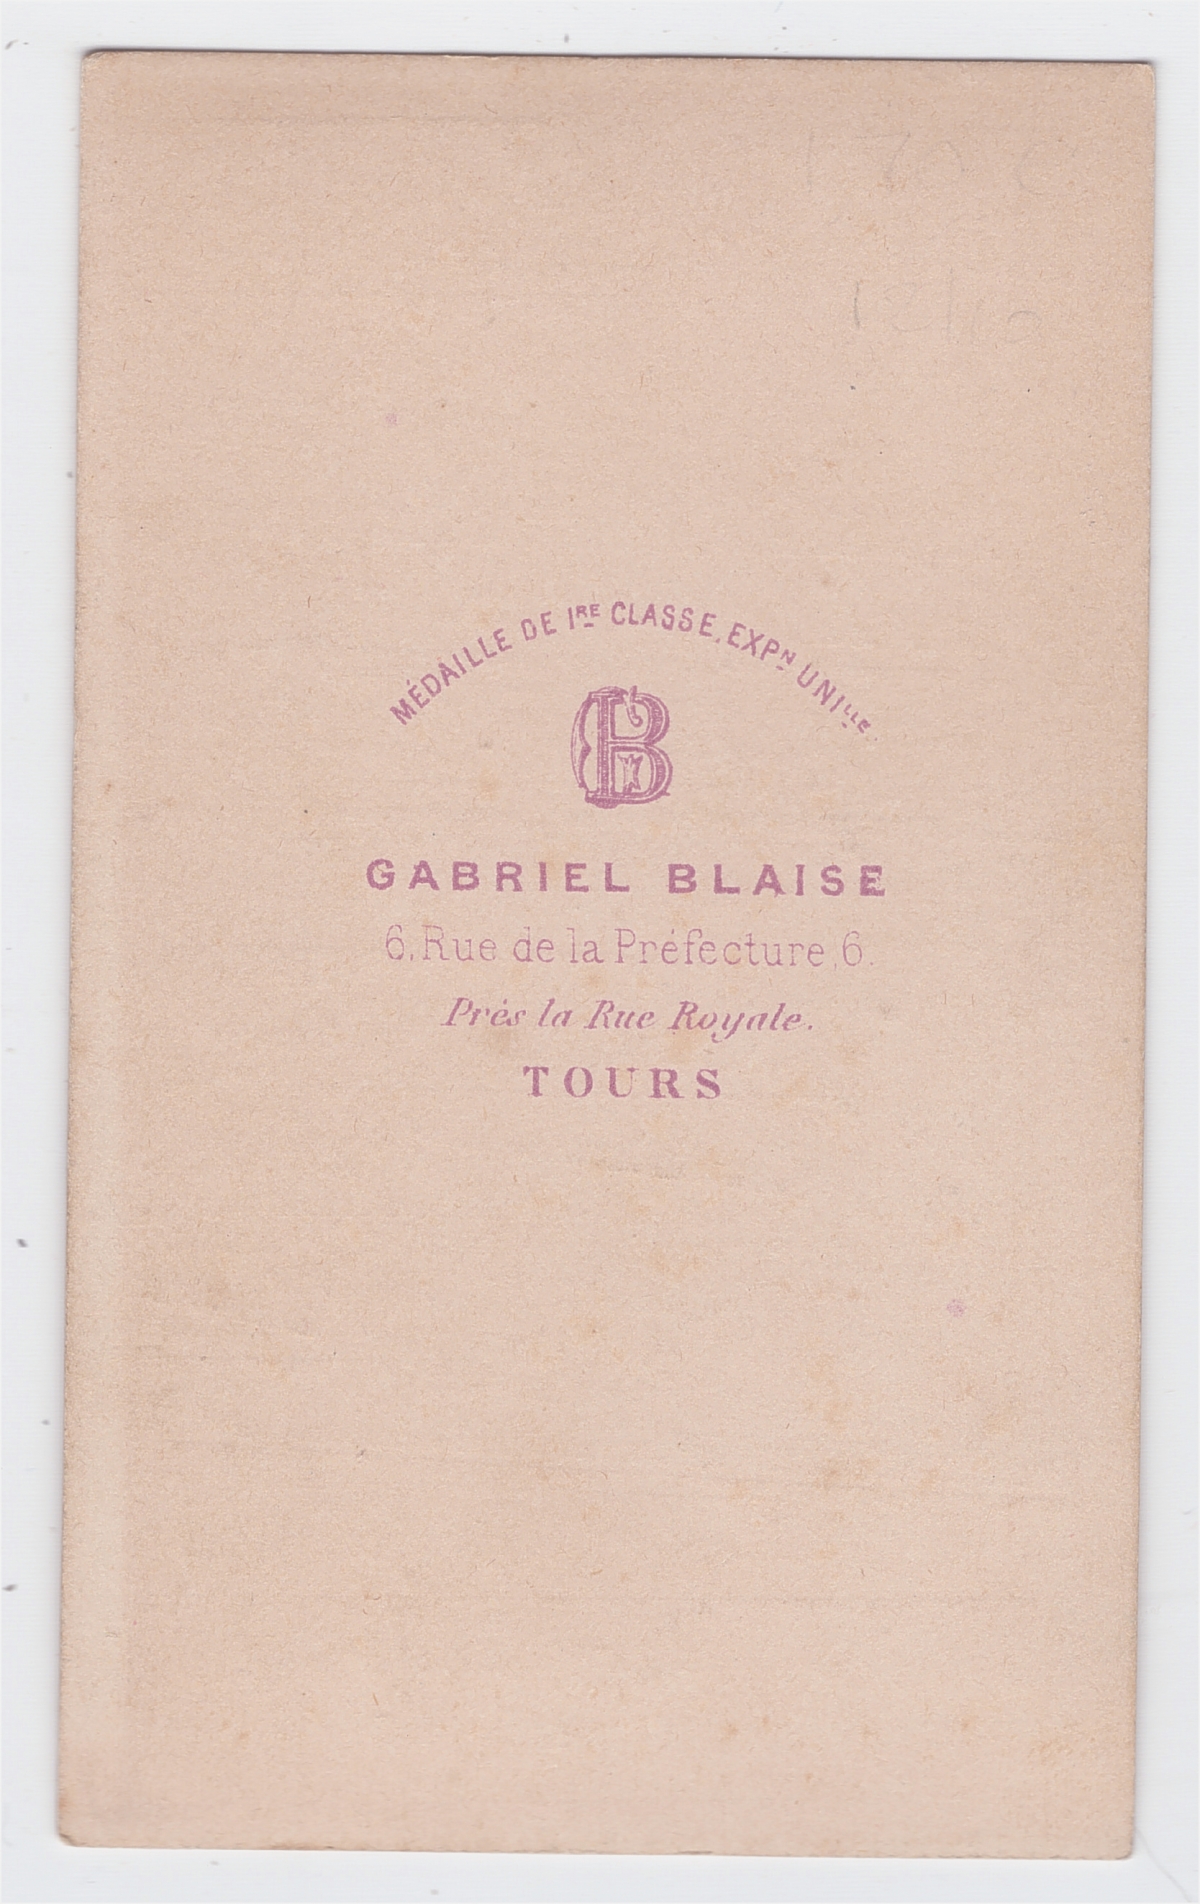 MÉDAILLE DE 1RE CLASSE, EXPN UNILLE.
GB
GABRIEL BLAISE
6, Rue de la Préfecture, 6.
Prés la Rue Royale.
TOURS